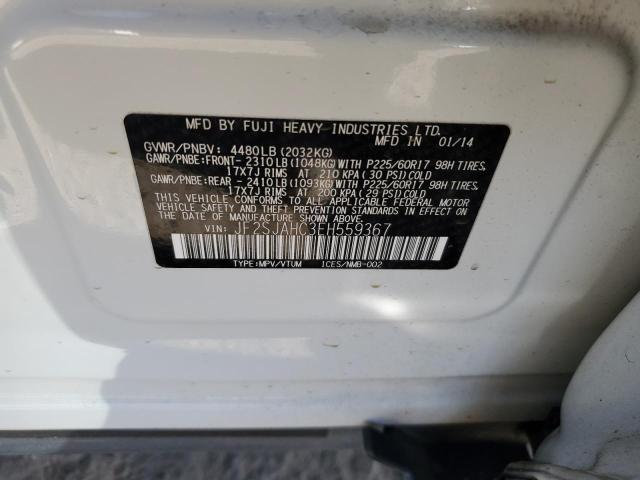 MFD BY FUJI HEAVY INDUSTRIES LTD.
MFD IN 01/14
GVWR/PNBV: 4480LB(2032KG)
GAWR/PNBE:FRONT-2310LB(1048KG)WITH P225/60R17 98H TIRES,
17X7J RIMS AT 210 KPA(30 PSI)COLD
GAWR/PNBE:REAR -2410LB(1093KG)WITH P225/60R17 98H TIRES,
17X7J RIMS AT 200 KPA(29 PSI)COLD
THIS VEHICLE CONFORMS TO ALL APPLICABLE FEDERAL MOTOR
VEHICLE SAFETY, BUMPER, AND THEFT PREVENTION STANDARDS
IN EFFECT ON THE DATE OF MANUFACTURE SHOWN ABOVE.
VIN: JF2SJAHC3EH559367
TYPE:MPV/VTUM ICES/NMB-002